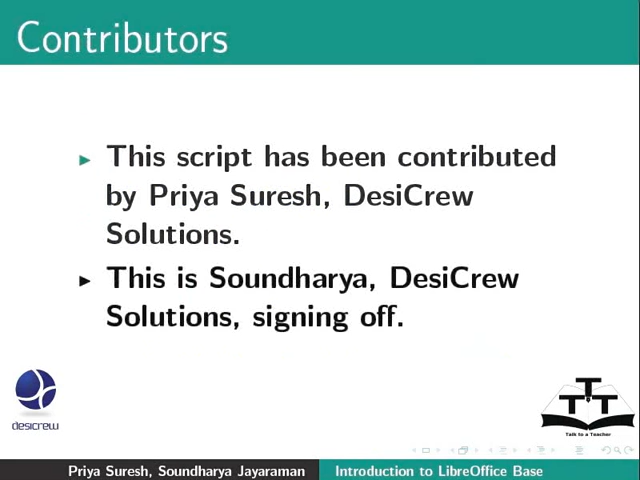 Contributors
This script has been contributed
by Priya Suresh, DesiCrew
Solutions.
This is Soundharya, DesiCrew
Solutions, signing off.
desicrew
TTT
Talk to a Teacher
Priya Suresh, Soundharya Jayaraman
Introduction to LibreOffice Base